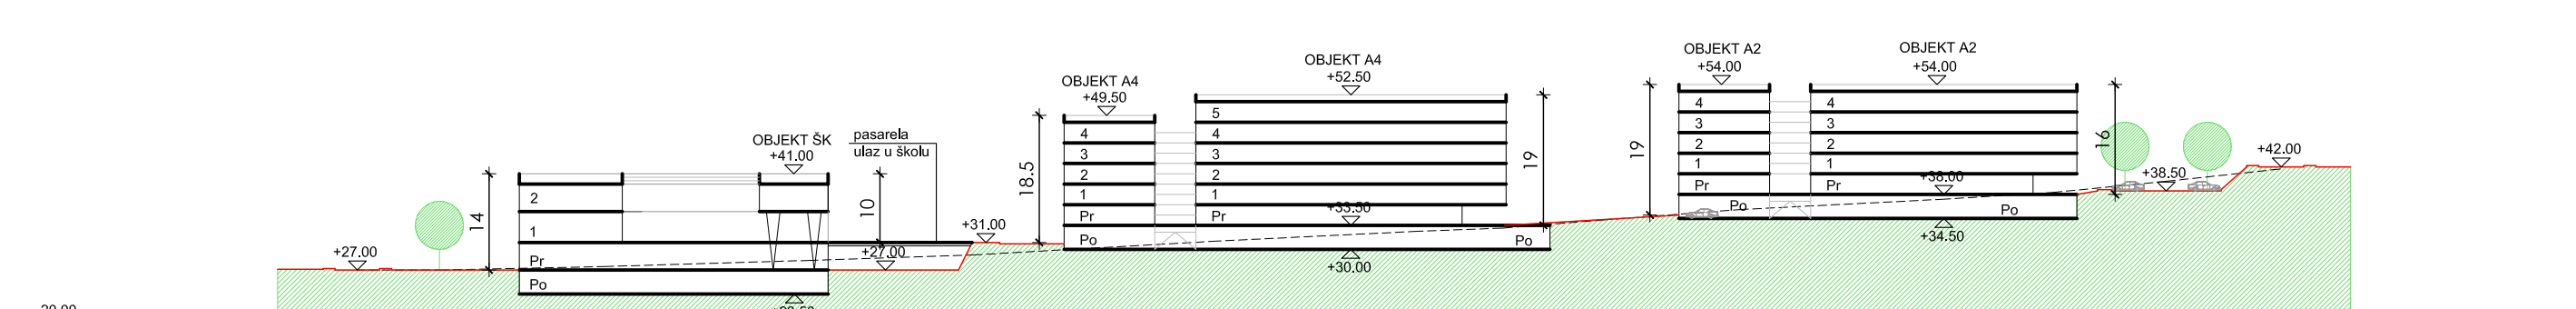 OBJEKT A2
+54.00
OBJEKT A2
+54.00
OBJEKT A4
+52.50
OBJEKT A4
+49.50
OBJEKT ŠK
+41.00
pasarela
ulaz u školu
14
2
1
Pr
Po
10
+27.00
+27.00
+31.00
18.5
4
3
2
1
Pr
Po
5
4
3
2
1
Pr
Po
+33.50
+30.00
19
19
4
3
2
1
Pr
Po
4
3
2
1
Pr
Po
+38.00
+34.50
16
+38.50
+42.00